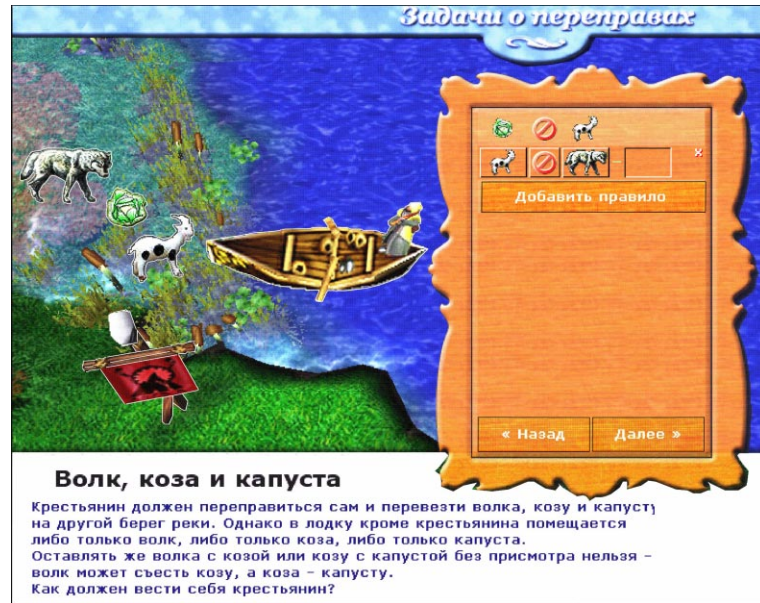 Задачи о переправах
Добавить правило
« Назад
Далее »
Волк, коза и капуста
Крестьянин должен переправиться сам и перевезти волка, козу и капусту
на другой берег реки. Однако в лодку кроме крестьянина помещается
либо только волк, либо только коза, либо только капуста.
Оставлять же волка с козой или козу с капустой без присмотра нельзя –
волк может съесть козу, а коза – капусту.
Как должен вести себя крестьянин?